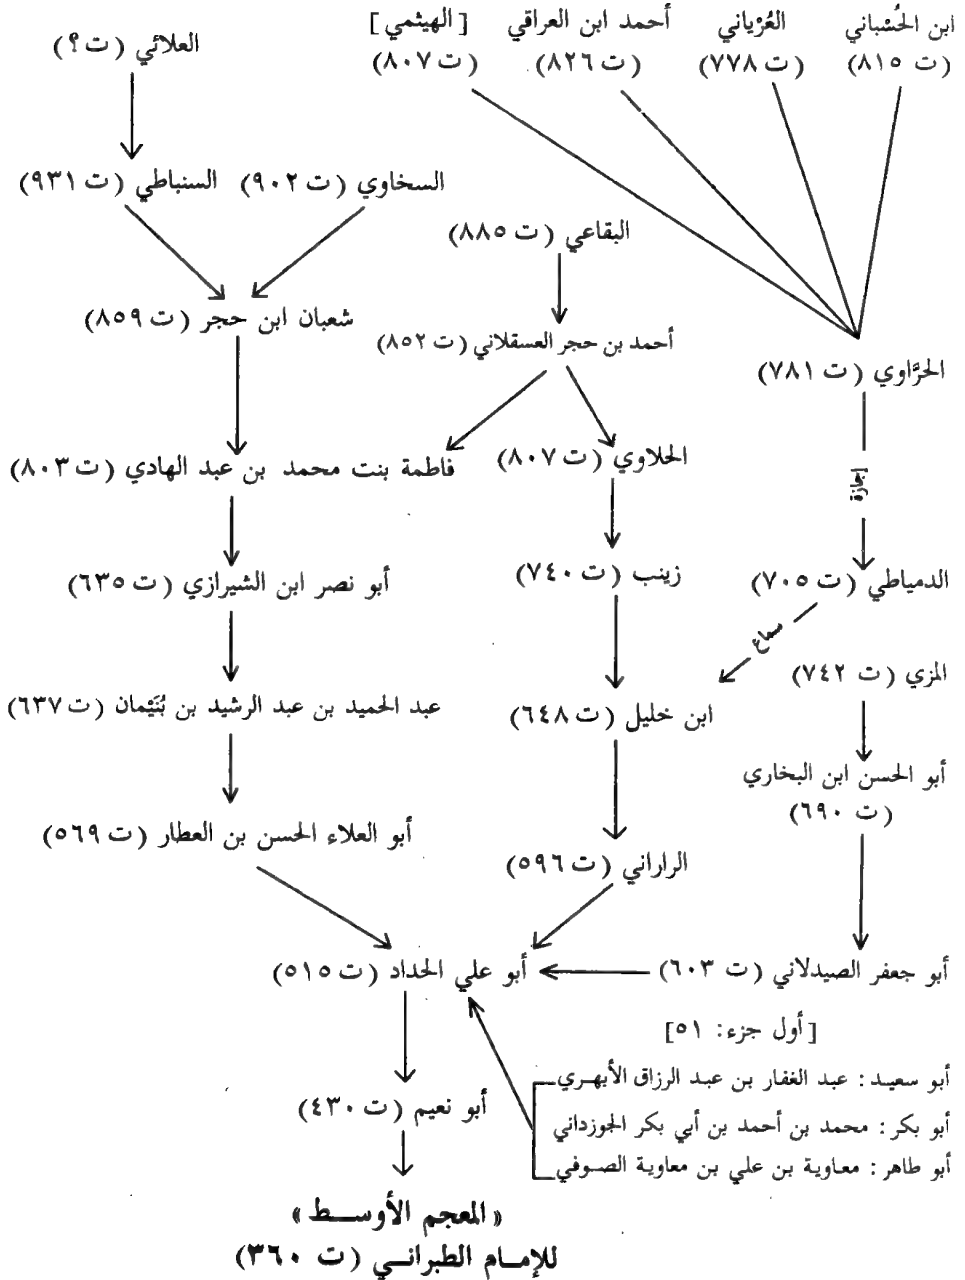 ابن الحُسْباني
(ت ٨١٥)
العُرْياني
(ت ٧٧٨)
أحمد ابن العراقي
(ت ٨٢٦)
[الهيثمي]
(ت ٨٠٧)
العلائي (ت ؟)
السخاوي (ت ٩٠٢)
السنباطي (ت ٩٣١)
البقاعي (ت ٨٨٥)
شعبان ابن حجر (ت ٨٥٩)
أحمد بن حجر العسقلاني (ت ٨٥٢)
الحرَّاوي (ت ٧٨١)
إجازة
الحلاوي (ت ٨٠٧)
فاطمة بنت محمد بن عبد الهادي (ت ٨٠٣)
الدمياطي (ت ٧٠٥)
سماع
زينب (ت ٧٤٠)
أبو نصر ابن الشيرازي (ت ٦٣٥)
المزي (ت ٧٤٢)
ابن خليل (ت ٦٤٨)
عبد الحميد بن عبد الرشيد بن بُنَيْمان (ت ٦٣٧)
أبو الحسن ابن البخاري
(ت ٦٩٠)
الراراني (ت ٥٩٦)
أبو العلاء الحسن بن العطار (ت ٥٦٩)
أبو جعفر الصيدلاني (ت ٦٠٣)
أبو علي الحداد (ت ٥١٥)
[أول جزء: ٥١]
أبو سعيد: عبد الغفار بن عبد الرزاق الأبهري
أبو بكر: محمد بن أحمد بن أبي بكر الجوزداني
أبو طاهر: معاوية بن علي بن معاوية الصوفي
أبو نعيم (ت ٤٣٠)
«المعجم الأوسط»
للإمام الطبراني (ت ٣٦٠)